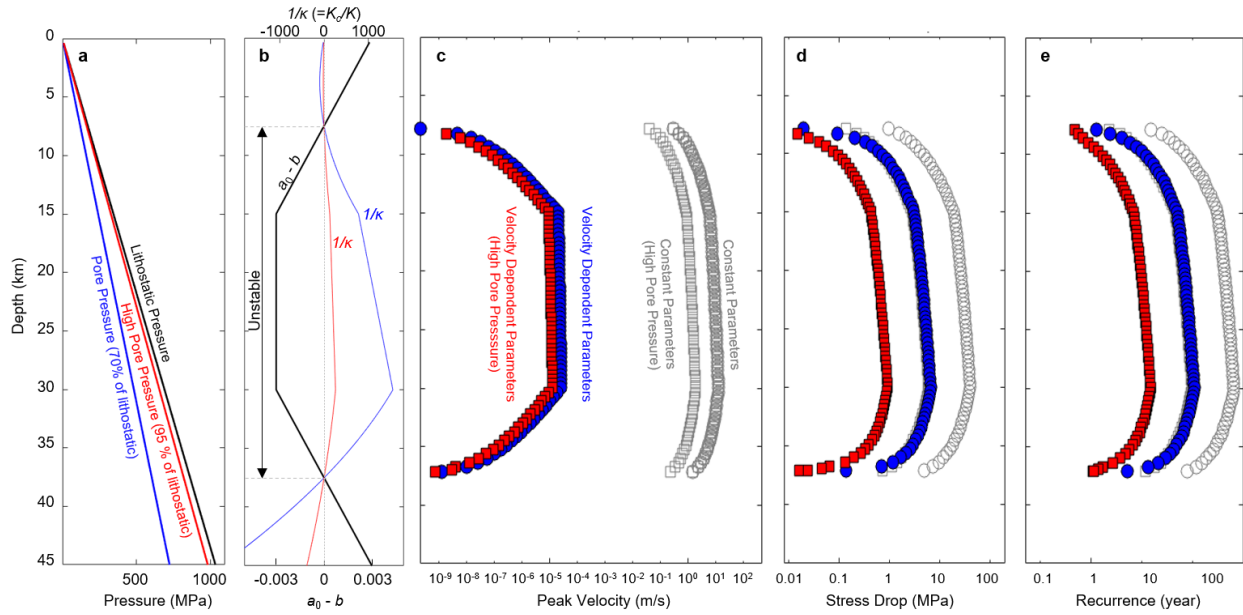 1/κ (=Kc/K)
-1000 0 1000
0
5
10
15
20
25
30
35
40
45
Depth (km)
a
Lithostatic Pressure
High Pore Pressure (95 % of lithostatic)
Pore Pressure (70% of lithostatic)
500 1000
Pressure (MPa)
b
a0 - b
1/κ
1/κ
Unstable
-0.003 0 0.003
a0 - b
c
Velocity Dependent Parameters
(High Pore Presssure)
Velocity Dependent Parameters
Constant Parameters
(High Pore Pressure)
Constant Parameters
10-9 10-8 10-7 10-6 10-5 10-4 10-3 10-2 10-1 100 101 102
Peak Velocity (m/s)
d
0.01 0.1 1 10 100
Stress Drop (MPa)
e
0.1 1 10 100
Recurrence (year)